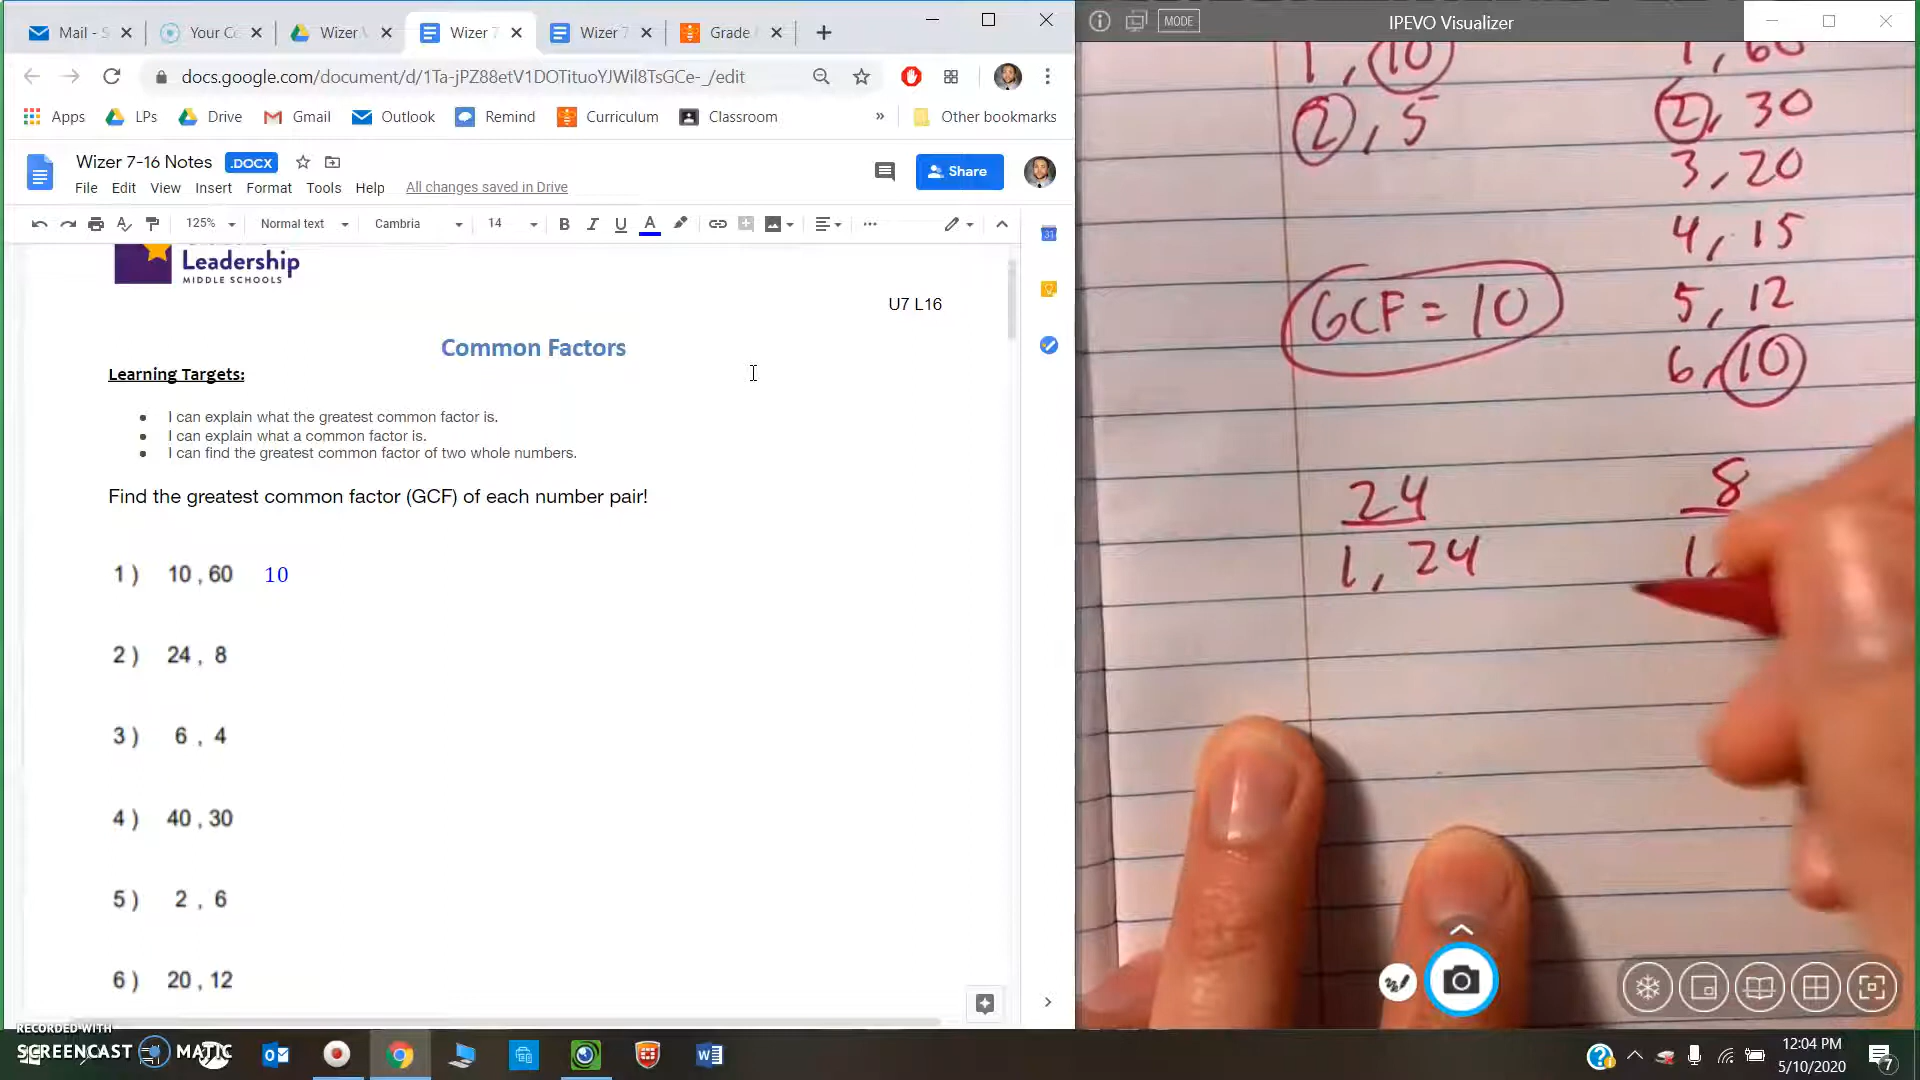 Mail - S
Your Co
Wizer W
Wizer 7
Wizer 7
Grade
docs.google.com/document/d/1Ta-jPZ88etV1DOTituoYJWil8TsGCe-_/edit
Apps LPs Drive Gmail Outlook Remind Curriculum Classroom » Other bookmarks
Wizer 7-16 Notes .DOCX
Share
File Edit View Insert Format Tools Help All changes saved in Drive
125% Normal text Cambria 14 B I U A
31
Leadership
MIDDLE SCHOOLS
U7 L16
Common Factors
Learning Targets:
I can explain what the greatest common factor is.
I can explain what a common factor is.
I can find the greatest common factor of two whole numbers.
Find the greatest common factor (GCF) of each number pair!
1 ) 10 , 60 10
2 ) 24 , 8
3 ) 6 , 4
4 ) 40 , 30
5 ) 2 , 6
6 ) 20 , 12
MODE
IPEVO Visualizer
1 , 10
2 , 5
1 , 60
2 , 30
3 , 20
4 , 15
5 , 12
6 , 10
GCF = 10
24
1 , 24
8
1 ,
RECORDED WITH
SCREENCAST MATIC
12:04 PM
5/10/2020
7